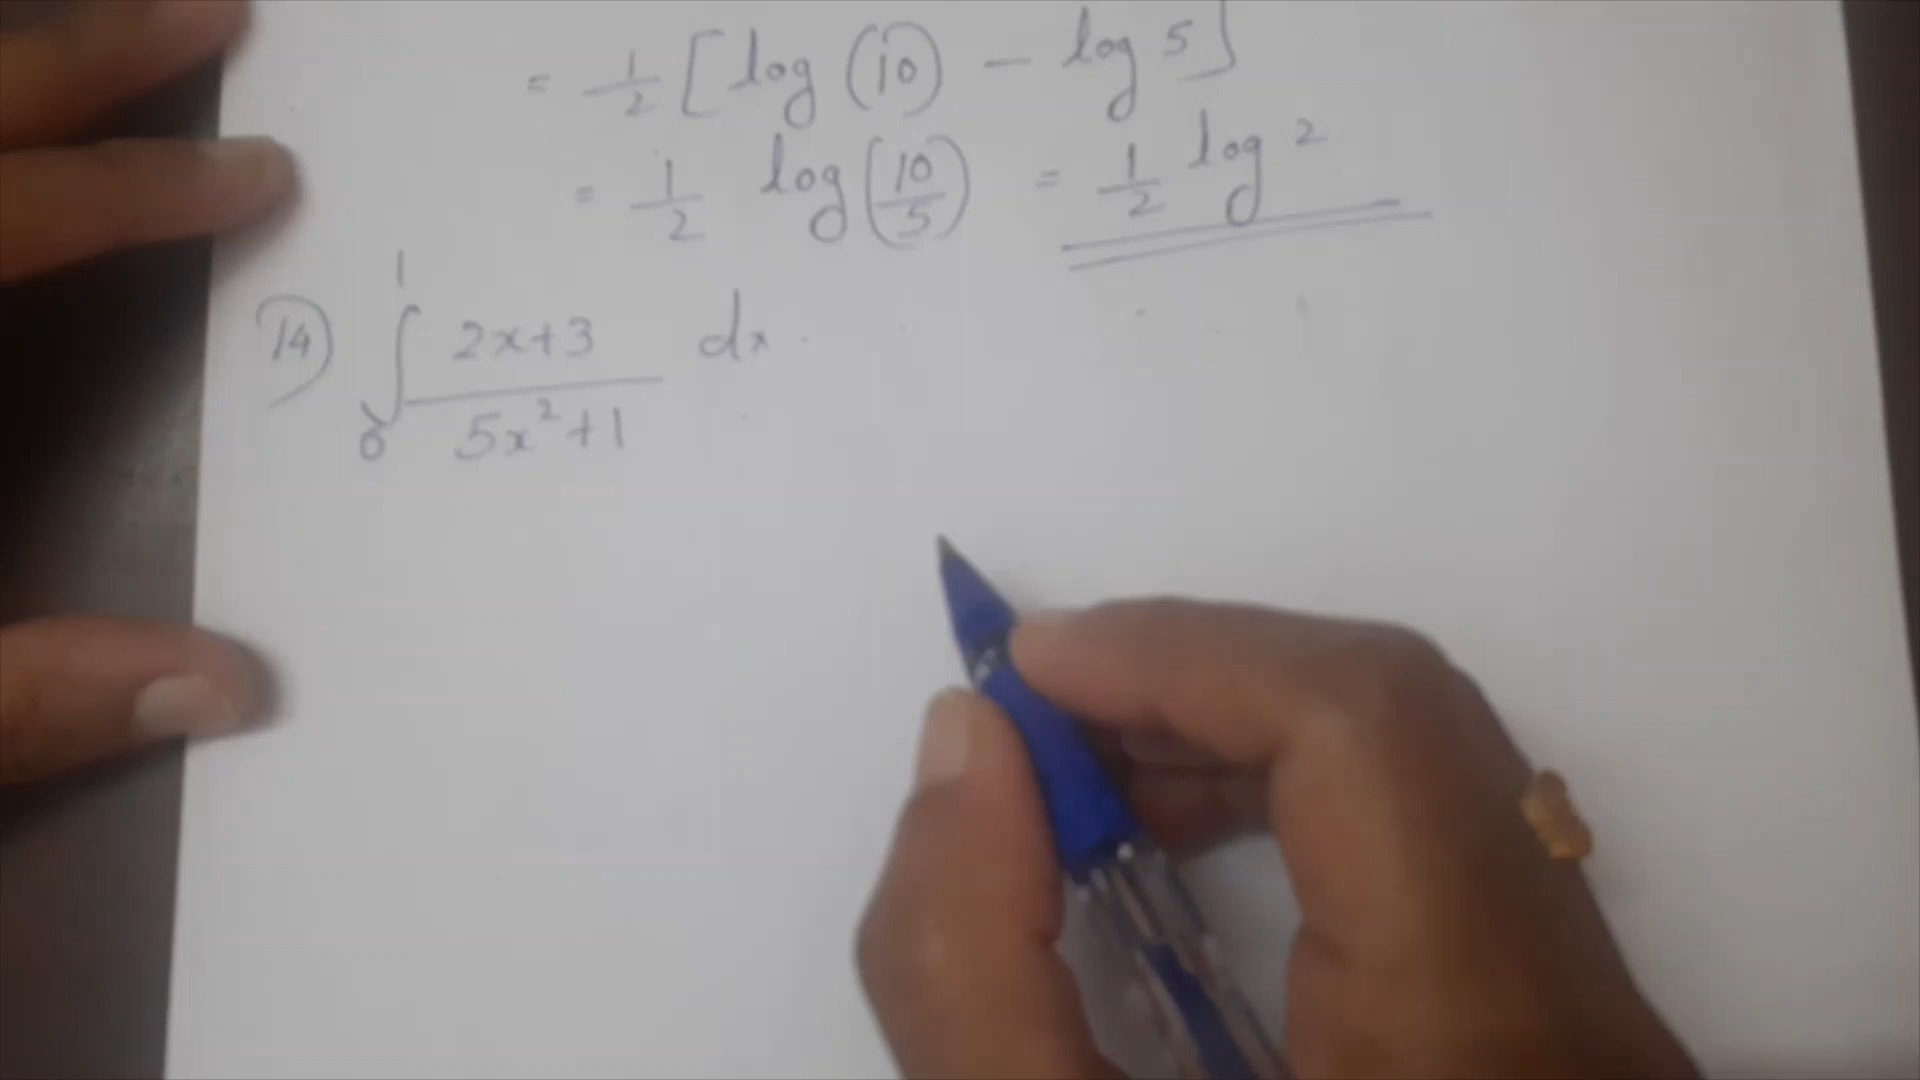 = 1/2 [log (10) - log 5]
= 1/2 log(10/5) = 1/2 log 2
14) ∫₀¹ 2x+3/5x²+1 dx.